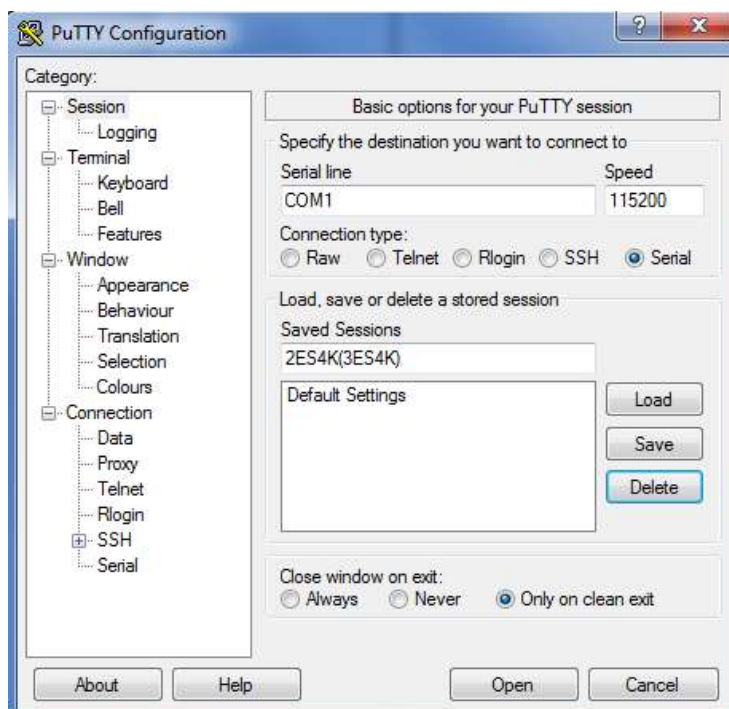 PuTTY Configuration
?
X
Category:
Session
Logging
Terminal
Keyboard
Bell
Features
Window
Appearance
Behaviour
Translation
Selection
Colours
Connection
Data
Proxy
Telnet
Rlogin
SSH
Serial
Basic options for your PuTTY session
Specify the destination you want to connect to
Serial line Speed
COM1 115200
Connection type:
Raw Telnet Rlogin SSH Serial
Load, save or delete a stored session
Saved Sessions
2ES4K(3ES4K)
Default Settings
Load
Save
Delete
Close window on exit:
Always Never Only on clean exit
About Help Open Cancel